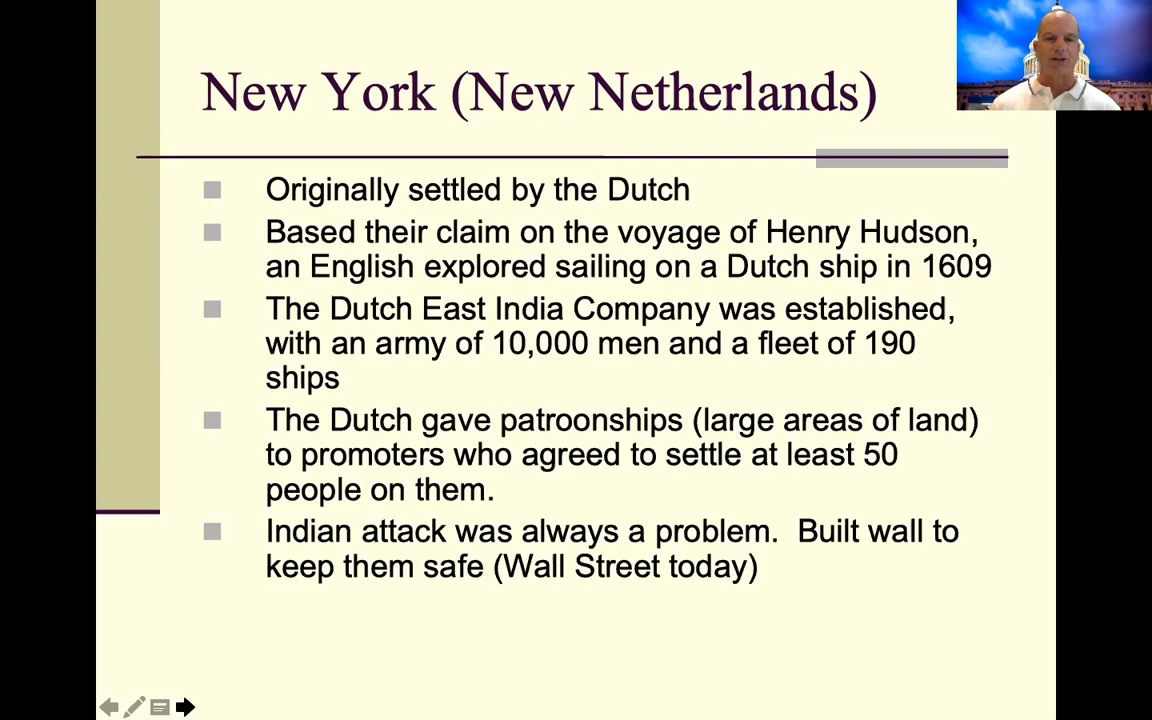 New York (New Netherlands)
Originally settled by the Dutch
Based their claim on the voyage of Henry Hudson,
an English explored sailing on a Dutch ship in 1609
The Dutch East India Company was established,
with an army of 10,000 men and a fleet of 190
ships
The Dutch gave patroonships (large areas of land)
to promoters who agreed to settle at least 50
people on them.
Indian attack was always a problem.  Built wall to
keep them safe (Wall Street today)